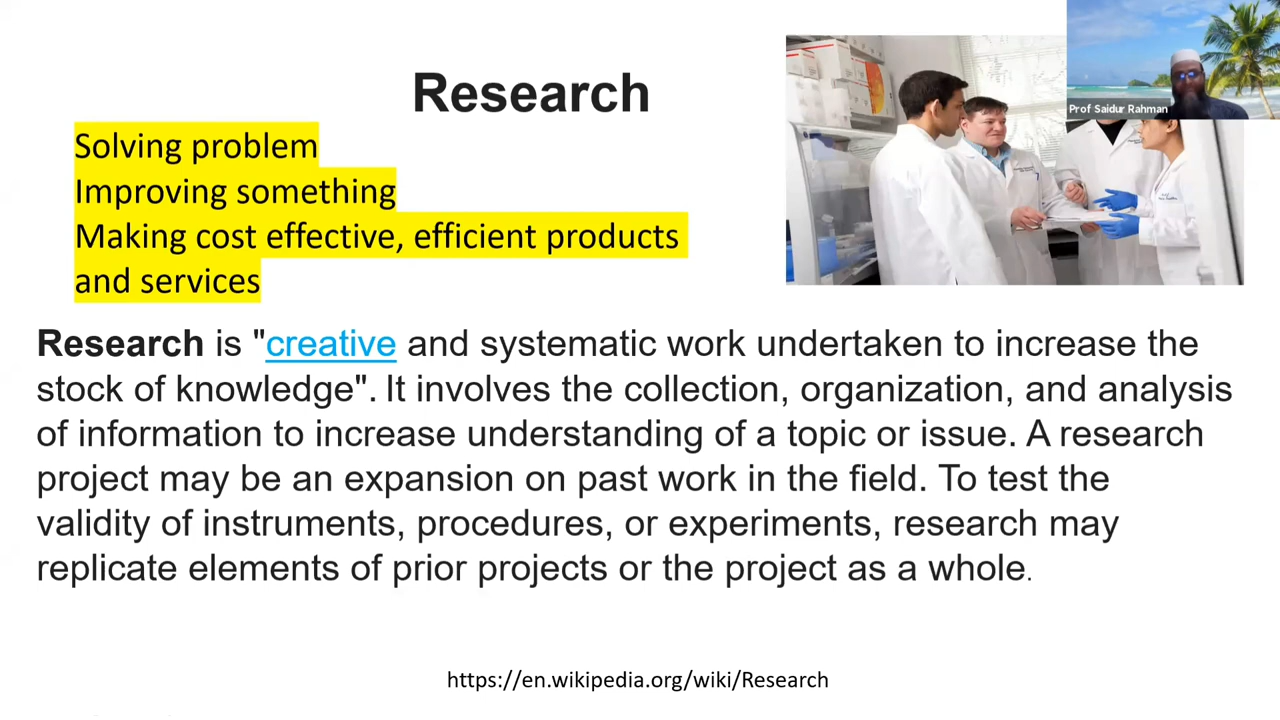 Research
Prof Saidur Rahman
Solving problem
Improving something
Making cost effective, efficient products
and services
Research is "creative and systematic work undertaken to increase the
stock of knowledge". It involves the collection, organization, and analysis
of information to increase understanding of a topic or issue. A research
project may be an expansion on past work in the field. To test the
validity of instruments, procedures, or experiments, research may
replicate elements of prior projects or the project as a whole.
https://en.wikipedia.org/wiki/Research